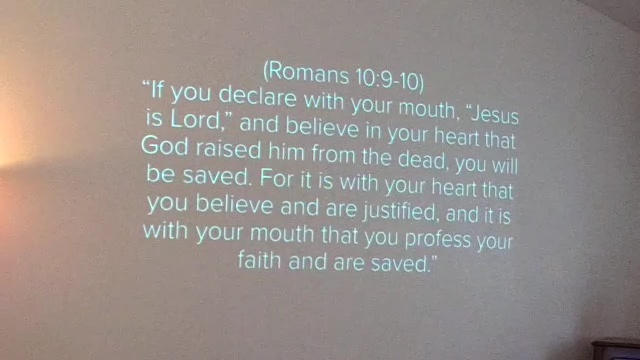 (Romans 10:9-10)
“If you declare with your mouth, “Jesus
is Lord,” and believe in your heart that
God raised him from the dead, you will
be saved. For it is with your heart that
you believe and are justified, and it is
with your mouth that you profess your
faith and are saved.”